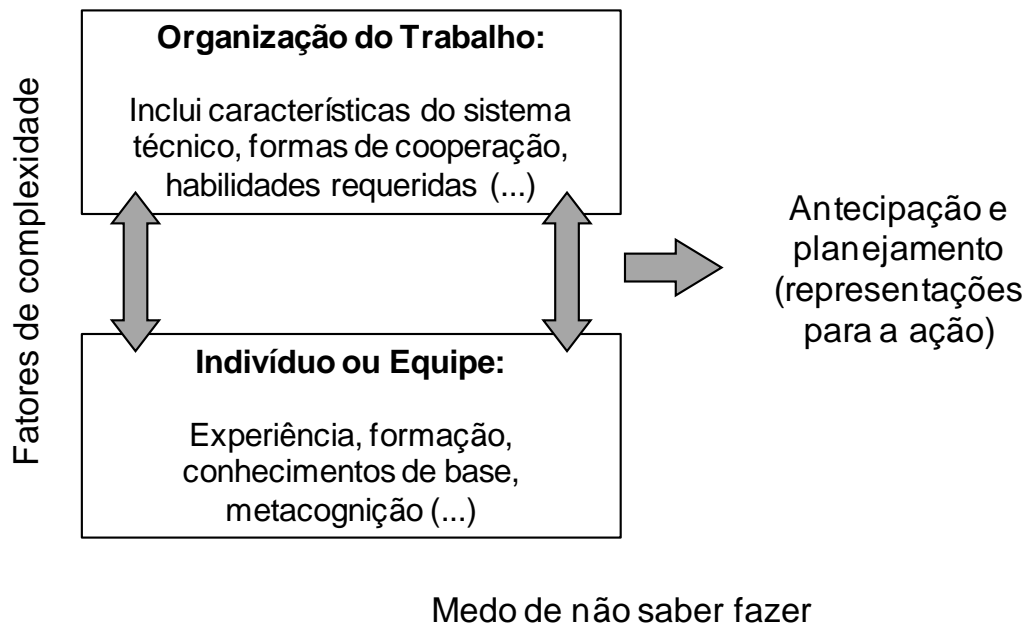 Fatores de complexidade
Organização do Trabalho:
Inclui características do sistema
técnico, formas de cooperação,
habilidades requeridas (...)
Indivíduo ou Equipe:
Experiência, formação,
conhecimentos de base,
metacognição (...)
Antecipação e
planejamento
(representações
para a ação)
Medo de não saber fazer